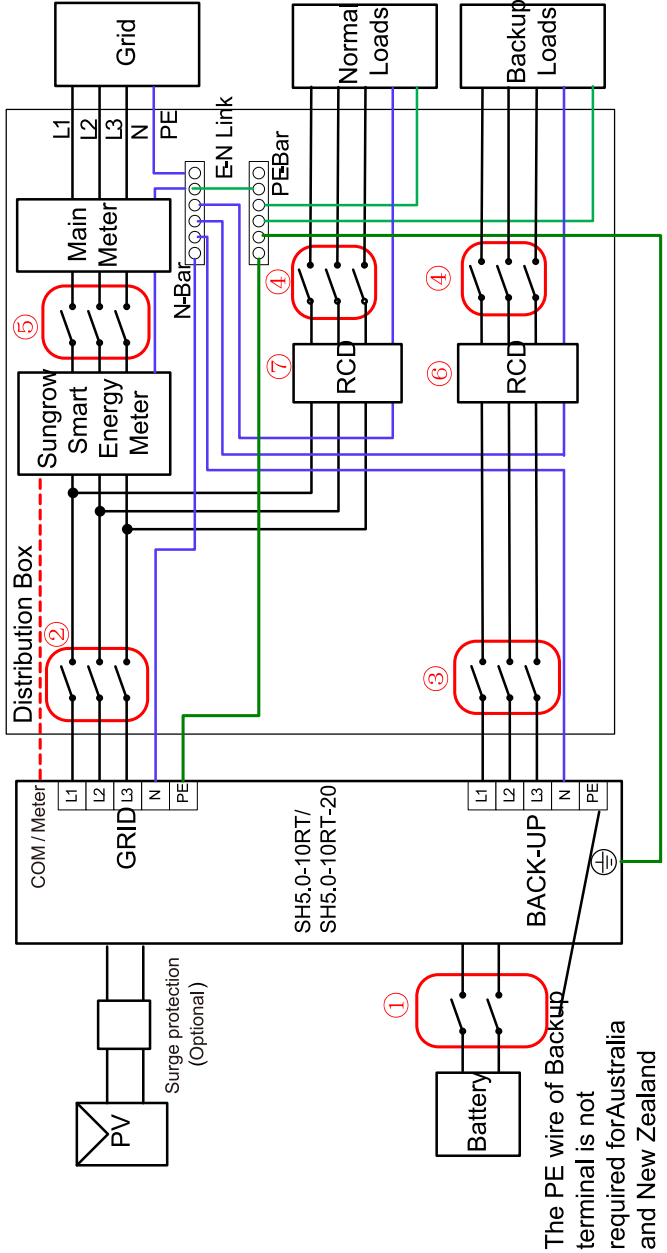 Grid
Normal
Loads
Backup
Loads
L1
L2
L3
N
PE
E-N Link
PE-Bar
N-Bar
Main
Meter
⑤
④
④
Sungrow
Smart
Energy
Meter
⑦
RCD
⑥
RCD
Distribution Box
②
③
COM / Meter
L1
L2
L3
N
PE
GRID
SH5.0-10RT/
SH5.0-10RT-20
L1
L2
L3
N
PE
BACK-UP
PV
Surge protection
(Optional)
①
Battery
The PE wire of Backup
terminal is not
required forAustralia
and New Zealand